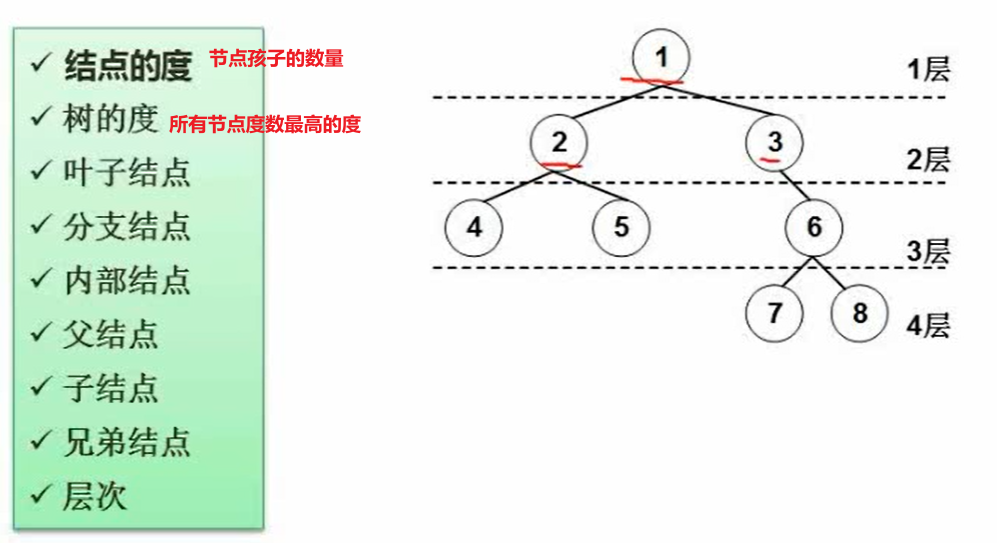 ✓ 结点的度 节点孩子的数量
✓ 树的度 所有节点度数最高的度
✓ 叶子结点
✓ 分支结点
✓ 内部结点
✓ 父结点
✓ 子结点
✓ 兄弟结点
✓ 层次
1
1层
2 3
2层
4 5 6
3层
7 8
4层